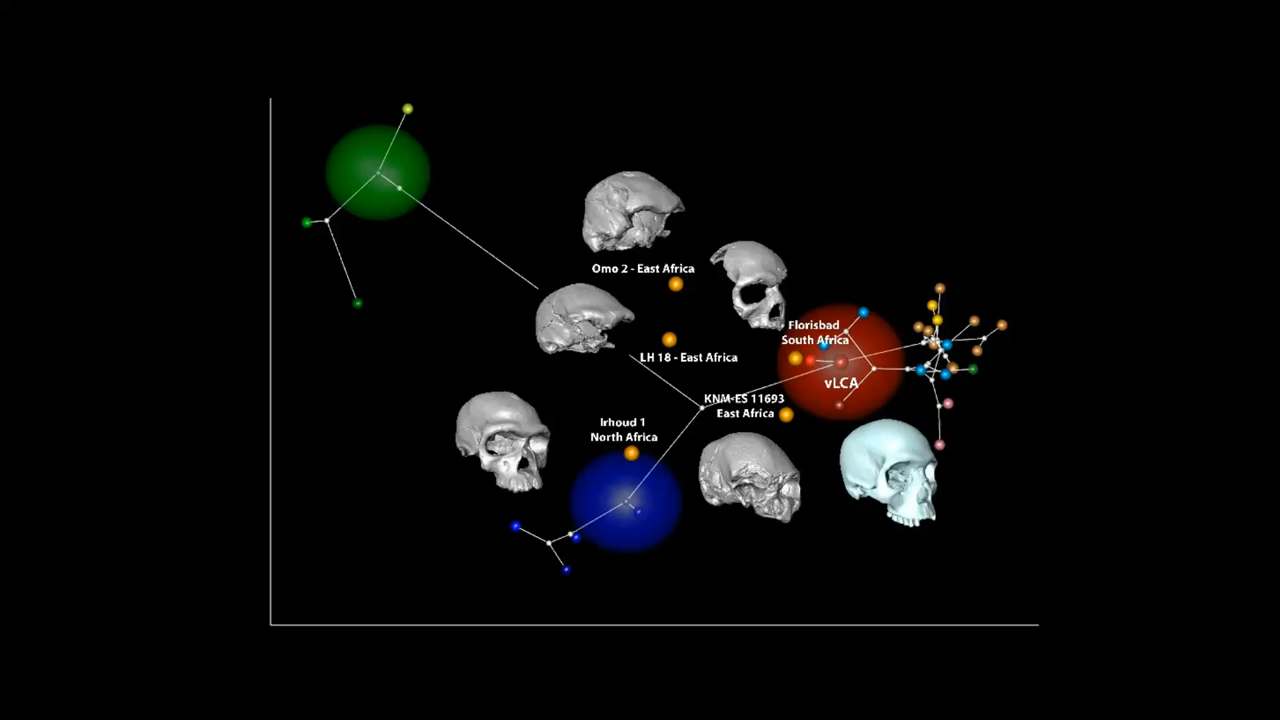 Omo 2 - East Africa
Florisbad
South Africa
LH 18 - East Africa
vLCA
KNM-ES 11693
East Africa
Irhoud 1
North Africa